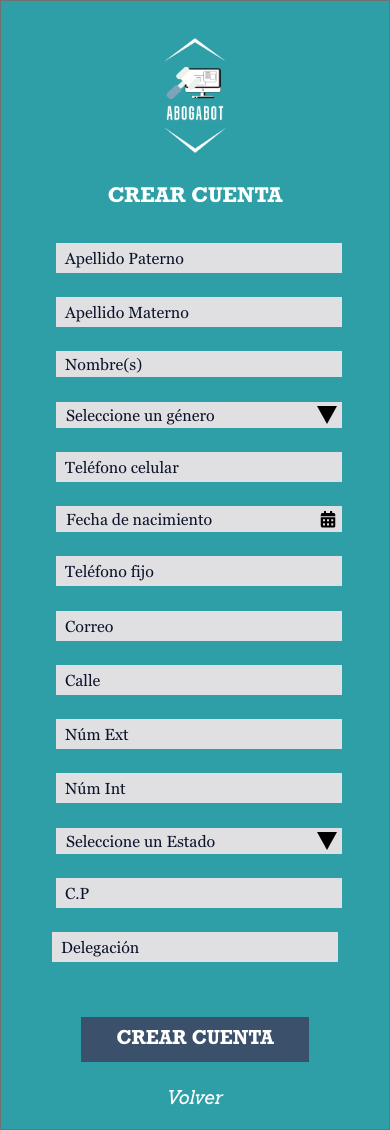 ABOGABOT
CREAR CUENTA
Apellido Paterno
Apellido Materno
Nombre(s)
Seleccione un género
Teléfono celular
Fecha de nacimiento
Teléfono fijo
Correo
Calle
Núm Ext
Núm Int
Seleccione un Estado
C.P
Delegación
CREAR CUENTA
Volver